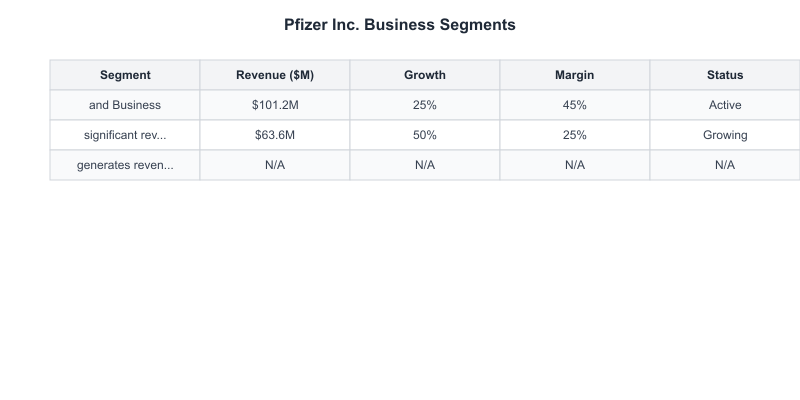 Pfizer Inc. Business Segments
Segment Revenue ($M) Growth Margin Status
and Business $101.2M 25% 45% Active
significant rev... $63.6M 50% 25% Growing
generates reven... N/A N/A N/A N/A